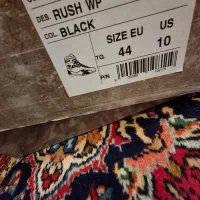 DES. RUSH WP
COL. BLACK
SIZE EU US
TG. 44 10